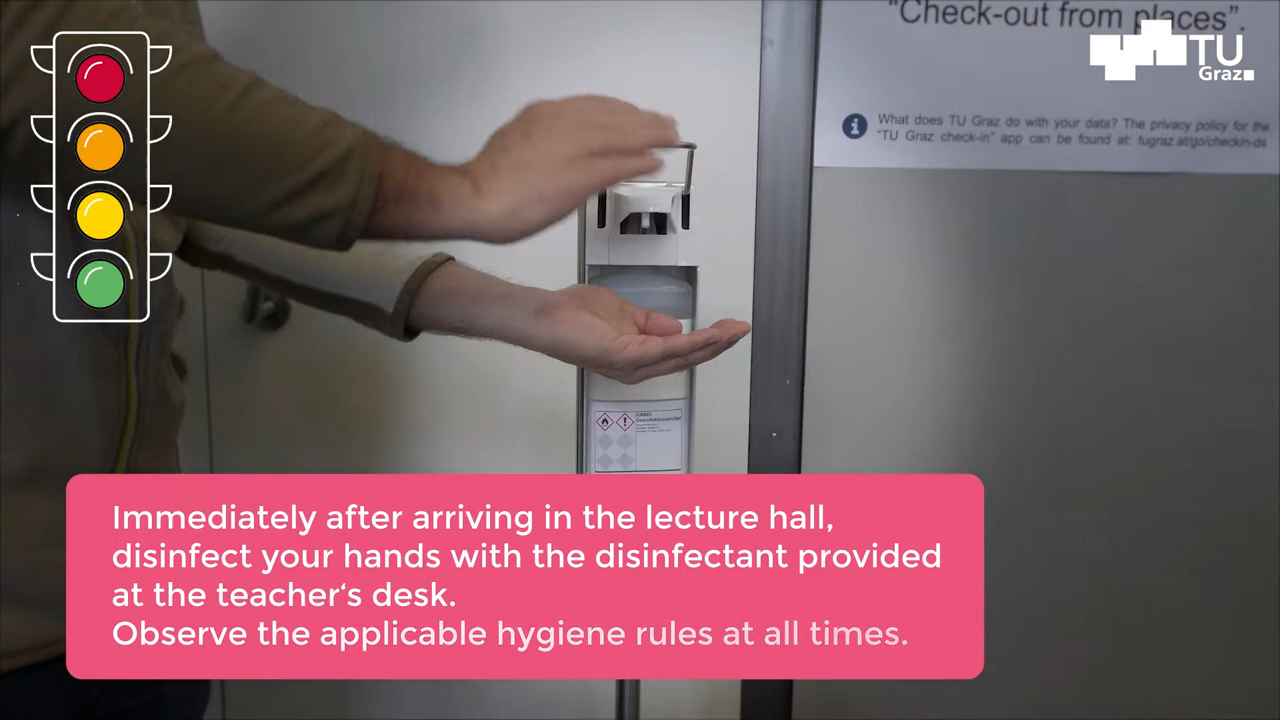 "Check-out from places".
TU
Graz
What does TU Graz do with your data? The privacy policy for the
"TU Graz check-in" app can be found at: tugraz.at/go/checkin-ds
HAND-
Desinfektionsmittel
Immediately after arriving in the lecture hall,
disinfect your hands with the disinfectant provided
at the teacher‘s desk.
Observe the applicable hygiene rules at all times.